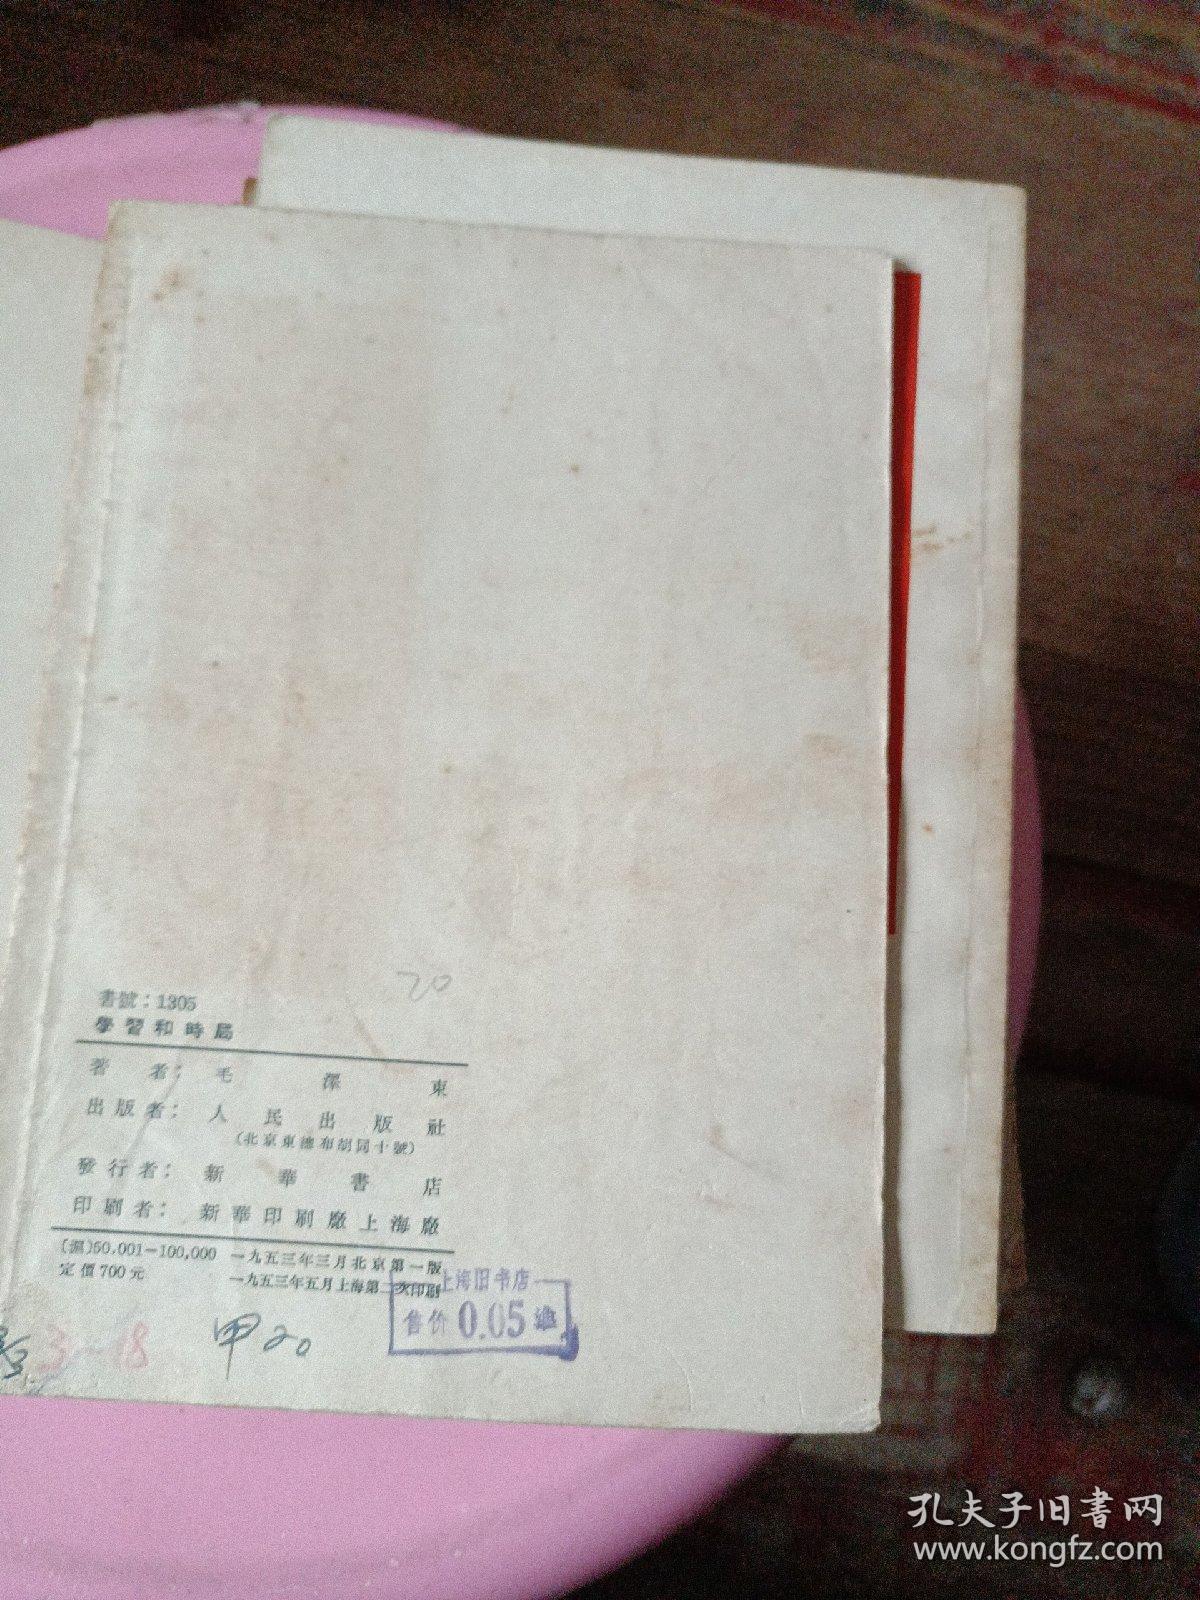 20
書號：1305
學習和時局
著者：毛澤東
出版者：人民出版社
（北京東總布胡同十號）
發行者：新華書店
印刷者：新華印刷廠上海廠
〔滬〕50,001—100,000 一九五三年三月北京第一版
定價700元 一九五三年五月上海第二次印刷
上海旧书店
售价 0.05
3-18
甲20
孔夫子旧書网
www.kongfz.com